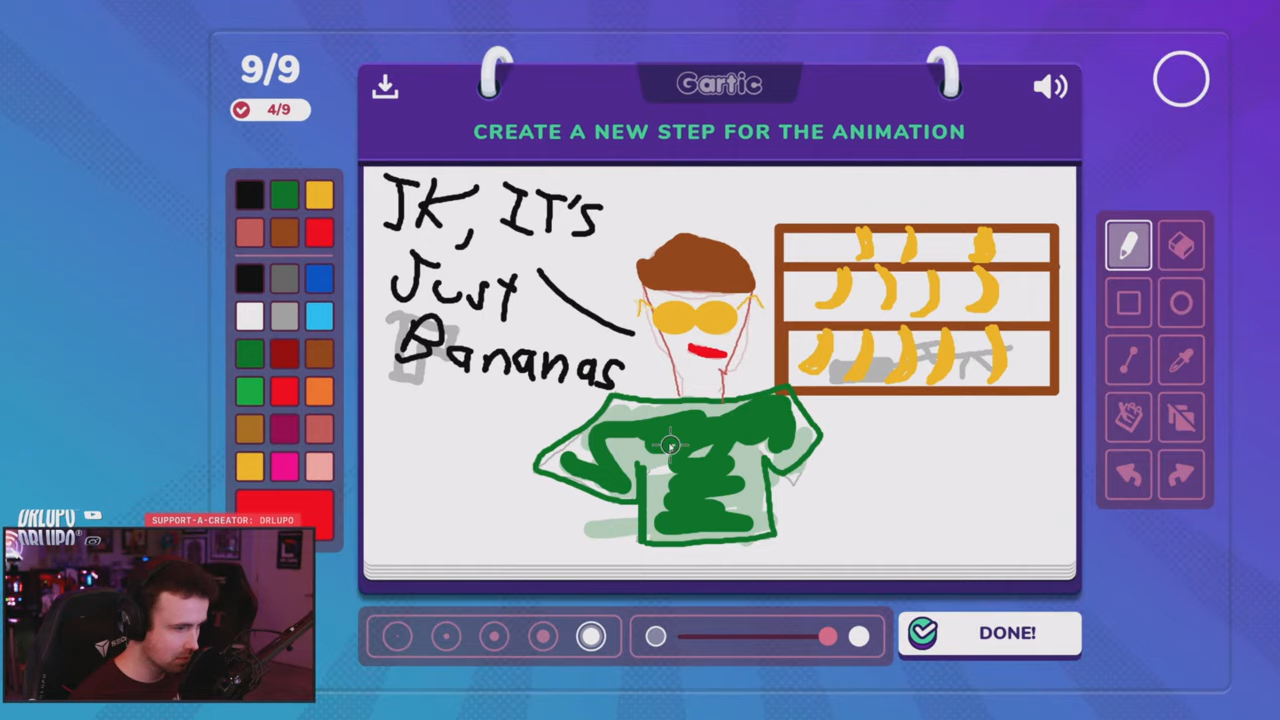 9/9
4/9
Gartic
CREATE A NEW STEP FOR THE ANIMATION
JK, IT'S
Just
Bananas
DRLUPO
DRLUPO
SUPPORT-A-CREATOR: DRLUPO
DONE!